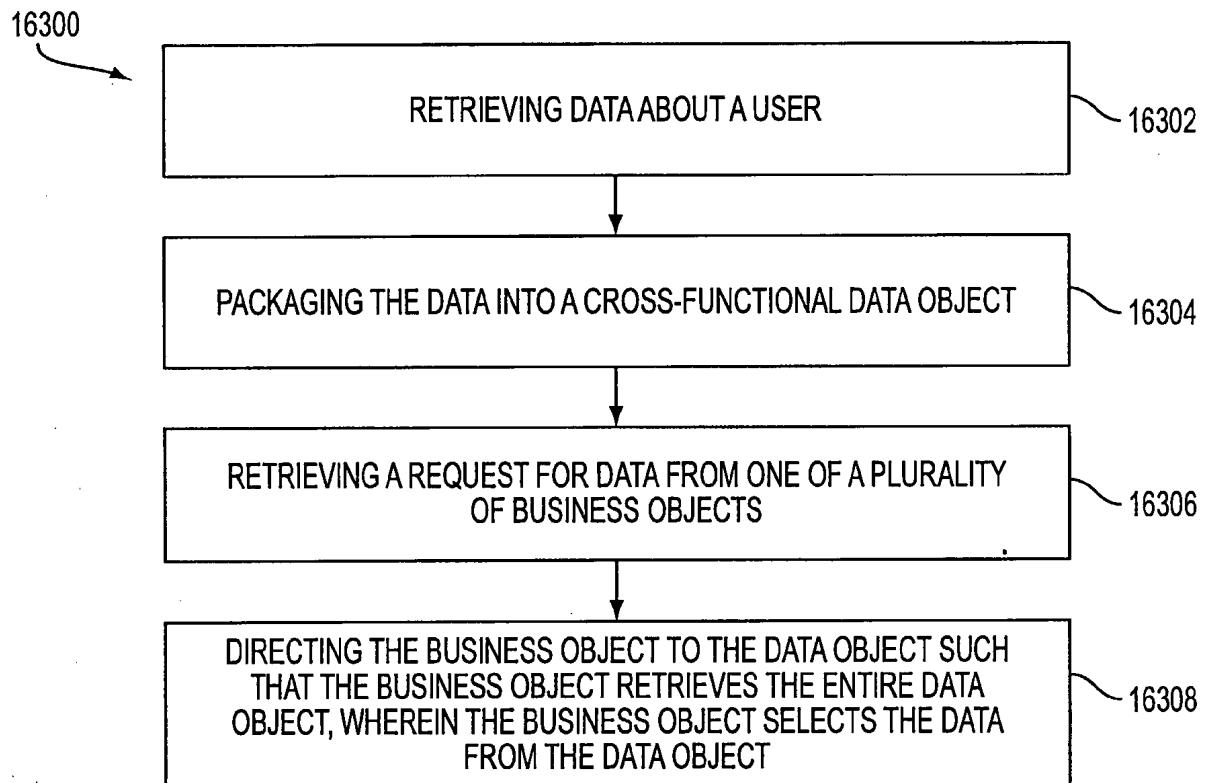 16300
RETRIEVING DATA ABOUT A USER
16302
PACKAGING THE DATA INTO A CROSS-FUNCTIONAL DATA OBJECT
16304
RETRIEVING A REQUEST FOR DATA FROM ONE OF A PLURALITY
OF BUSINESS OBJECTS
16306
DIRECTING THE BUSINESS OBJECT TO THE DATA OBJECT SUCH
THAT THE BUSINESS OBJECT RETRIEVES THE ENTIRE DATA
OBJECT, WHEREIN THE BUSINESS OBJECT SELECTS THE DATA
FROM THE DATA OBJECT
16308